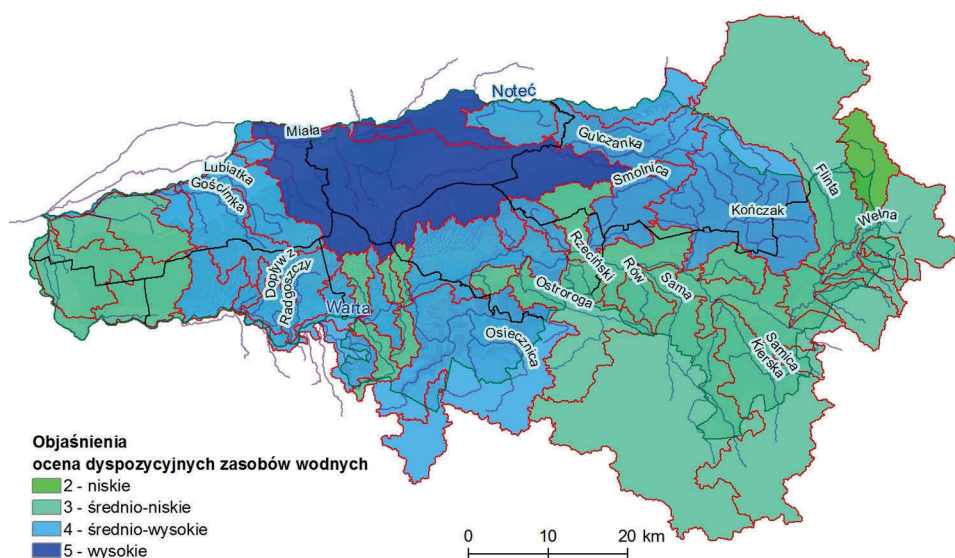 Noteć
Miała
Gulczanka
Lubiatka
Smolnica
Gościmka
Flinta
Kończak
Wełna
Dopływ z
Radgoszczy
Rzeciński
Rów
Sama
Ostroroga
Warta
Osiecznica
Samica
Kierska
Objaśnienia
ocena dyspozycyjnych zasobów wodnych
2 - niskie
3 - średnio-niskie
4 - średnio-wysokie
5 - wysokie
0 10 20 km